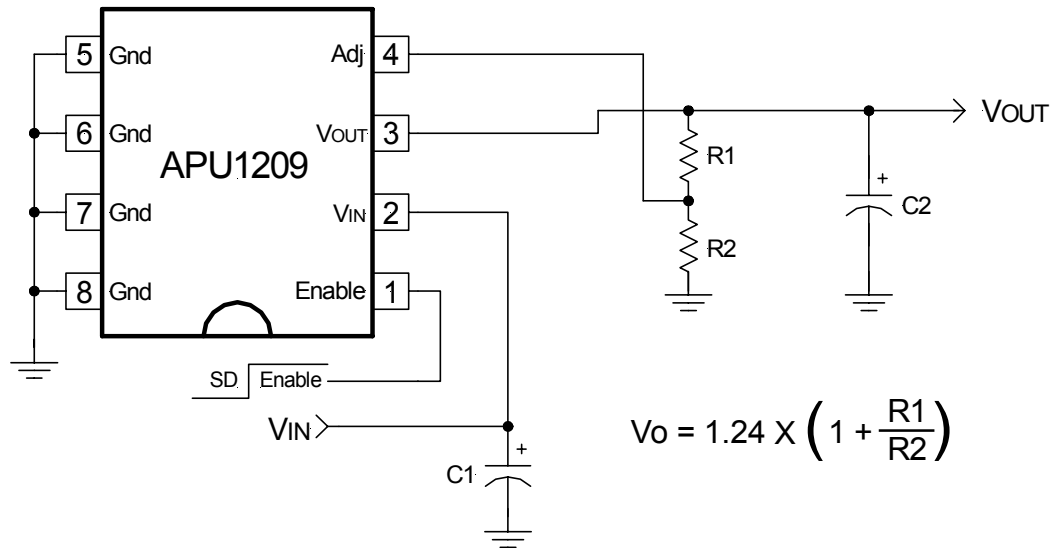 5 Gnd Adj 4
6 Gnd VOUT 3
APU1209
7 Gnd VIN 2
8 Gnd Enable 1
VOUT
R1
R2
+
C2
SD Enable
VIN
+
C1
Vo = 1.24 X ( 1 + R1
R2 )